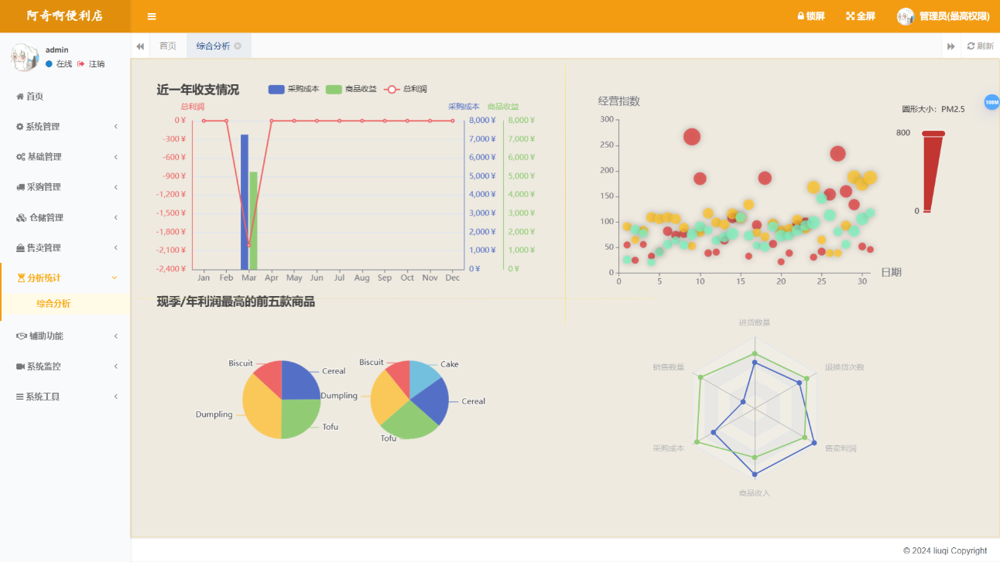 阿奇啊便利店
锁屏 全屏 管理员(最高权限)
admin
在线 注销
首页 综合分析 刷新
首页
系统管理
基础管理
采购管理
仓储管理
售卖管理
分析统计
综合分析
辅助功能
系统监控
系统工具
近一年收支情况 采购成本 商品收益 总利润
总利润 采购成本 商品收益
0 ¥ 8,000 ¥ 8,000 ¥
-300 ¥ 7,000 ¥ 7,000 ¥
-600 ¥ 6,000 ¥ 6,000 ¥
-900 ¥ 5,000 ¥ 5,000 ¥
-1,200 ¥ 4,000 ¥ 4,000 ¥
-1,500 ¥ 3,000 ¥ 3,000 ¥
-1,800 ¥ 2,000 ¥ 2,000 ¥
-2,100 ¥ 1,000 ¥ 1,000 ¥
-2,400 ¥ 0 ¥ 0 ¥
Jan Feb Mar Apr May Jun Jul Aug Sep Oct Nov Dec
经营指数
300
250
200
150
100
50
0
0 5 10 15 20 25 30
日期
圆形大小：PM2.5
800
0
108M
现季/年利润最高的前五款商品
Biscuit Cereal
Dumpling Tofu
Biscuit Cake
Dumpling Cereal
Tofu
进货数量
销售数量 退换货次数
采购成本 售卖利润
商品收入
© 2024 liuqi Copyright